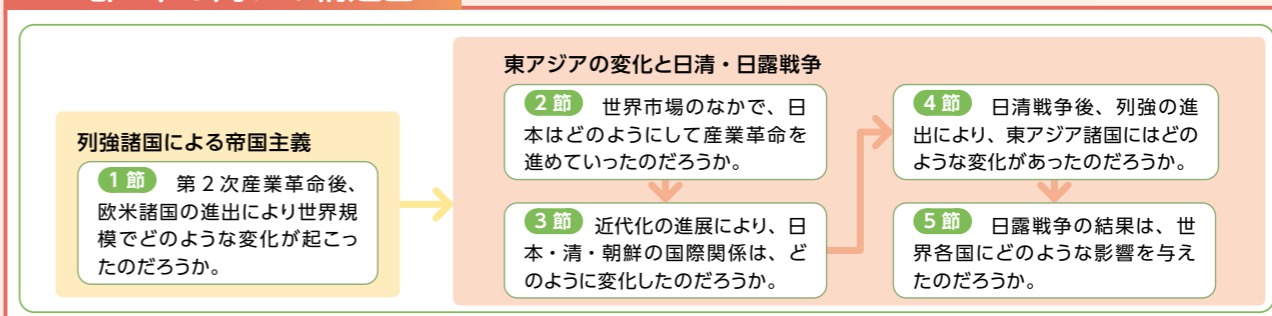 列強諸国による帝国主義
1節 第2次産業革命後、
欧米諸国の進出により世界規
模でどのような変化が起こっ
たのだろうか。
東アジアの変化と日清・日露戦争
2節 世界市場のなかで、日
本はどのようにして産業革命を
進めていったのだろうか。
3節 近代化の進展により、日
本・清・朝鮮の国際関係は、ど
のように変化したのだろうか。
4節 日清戦争後、列強の進
出により、東アジア諸国にはどの
ような変化があったのだろうか。
5節 日露戦争の結果は、世
界各国にどのような影響を与え
たのだろうか。